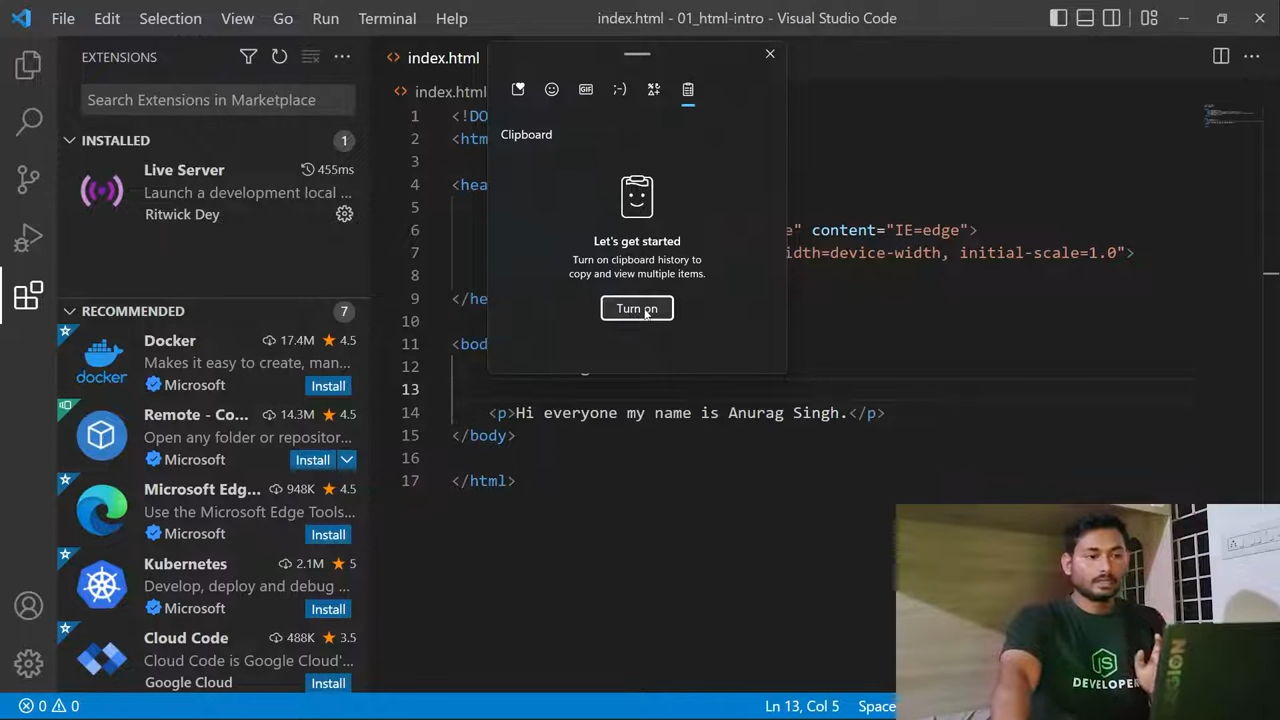 File Edit Selection View Go Run Terminal Help
index.html - 01_html-intro - Visual Studio Code
EXTENSIONS
Search Extensions in Marketplace
INSTALLED
1
Live Server
455ms
Launch a development local ...
Ritwick Dey
RECOMMENDED
7
Docker
17.4M ★ 4.5
Makes it easy to create, man...
Microsoft
Install
docker
Remote - Co...
14.3M ★ 4.5
Open any folder or repositor...
Microsoft
Install
Microsoft Edg...
948K ★ 4.5
Use the Microsoft Edge Tools...
Microsoft
Install
Kubernetes
2.1M ★ 5
Develop, deploy and debug ...
Microsoft
Install
Cloud Code
488K ★ 3.5
Cloud Code is Google Cloud'...
Google Cloud
Install
index.html
index.html
1 <!DO
2 <htm
3
4 <hea
5
6 e" content="IE=edge">
7 idth=device-width, initial-scale=1.0">
8
9 </he
10
11 <bod
12
13
14 <p>Hi everyone my name is Anurag Singh.</p>
15 </body>
16
17 </html>
GIF
;-)
Clipboard
Let's get started
Turn on clipboard history to
copy and view multiple items.
Turn on
0 0
Ln 13, Col 5
Space
JS
DEVELOPER
LEGION